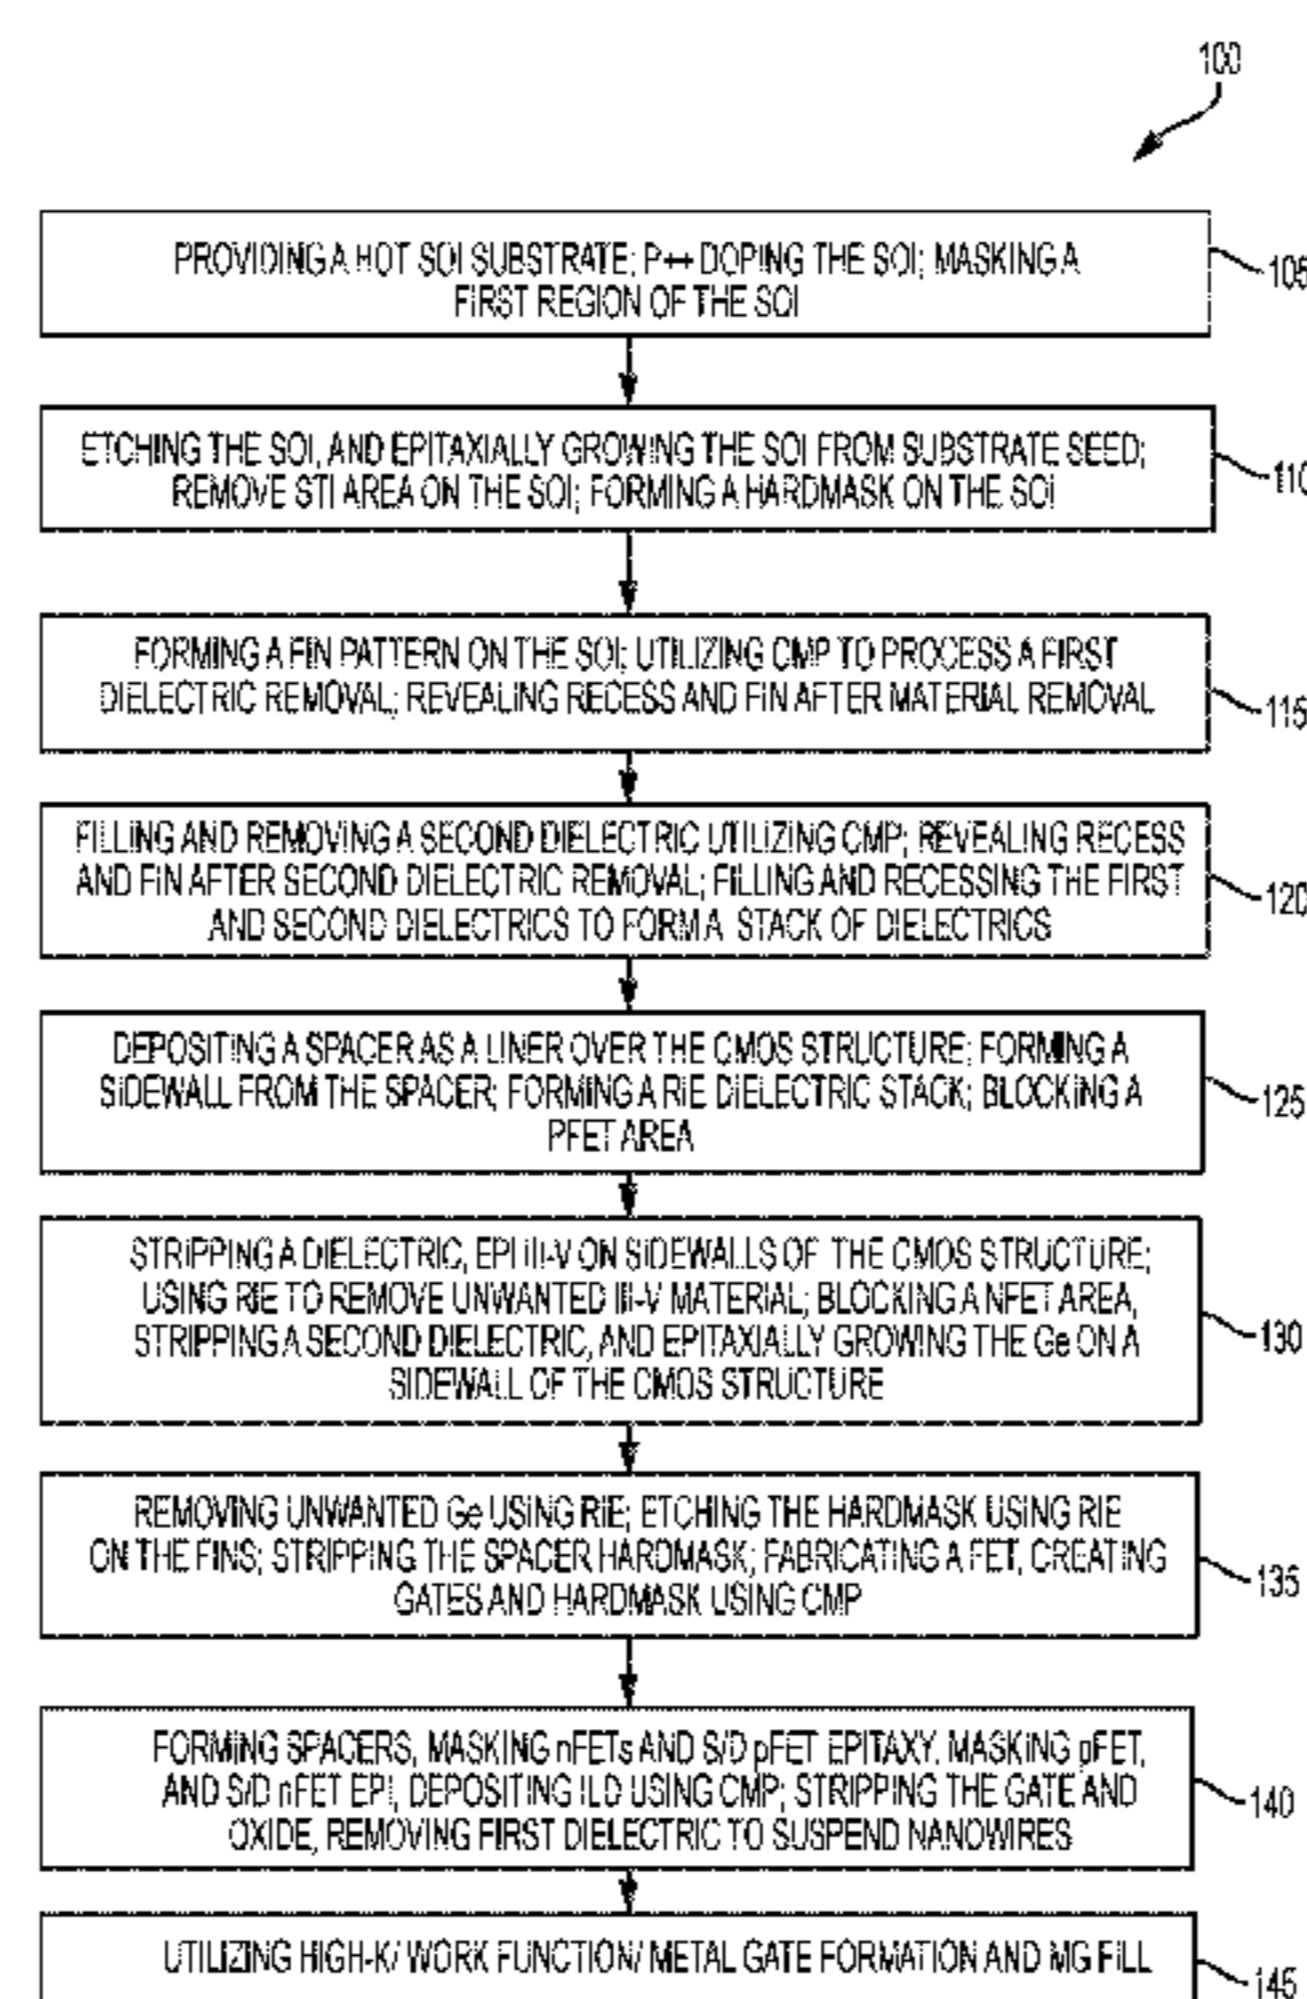 100
PROVIDING A HOT SOI SUBSTRATE; P++ DOPING THE SOI; MASKING A
FIRST REGION OF THE SOI
105
ETCHING THE SOI, AND EPITAXIALLY GROWING THE SOI FROM SUBSTRATE SEED;
REMOVE STI AREA ON THE SOI; FORMING A HARDMASK ON THE SOI
110
FORMING A FIN PATTERN ON THE SOI; UTILIZING CMP TO PROCESS A FIRST
DIELECTRIC REMOVAL; REVEALING RECESS AND FIN AFTER MATERIAL REMOVAL
115
FILLING AND REMOVING A SECOND DIELECTRIC UTILIZING CMP; REVEALING RECESS
AND FIN AFTER SECOND DIELECTRIC REMOVAL; FILLING AND RECESSING THE FIRST
AND SECOND DIELECTRICS TO FORM A STACK OF DIELECTRICS
120
DEPOSITING A SPACER AS A LINER OVER THE CMOS STRUCTURE; FORMING A
SIDEWALL FROM THE SPACER; FORMING A RIE DIELECTRIC STACK; BLOCKING A
PFET AREA
125
STRIPPING A DIELECTRIC, EPI III-V ON SIDEWALLS OF THE CMOS STRUCTURE;
USING RIE TO REMOVE UNWANTED III-V MATERIAL; BLOCKING A NFET AREA,
STRIPPING A SECOND DIELECTRIC, AND EPITAXIALLY GROWING THE Ge ON A
SIDEWALL OF THE CMOS STRUCTURE
130
REMOVING UNWANTED Ge USING RIE; ETCHING THE HARDMASK USING RIE
ON THE FINS; STRIPPING THE SPACER HARDMASK; FABRICATING A FET, CREATING
GATES AND HARDMASK USING CMP
135
FORMING SPACERS, MASKING nFETs AND S/D pFET EPITAXY, MASKING pFET,
AND S/D nFET EPI, DEPOSITING ILD USING CMP; STRIPPING THE GATE AND
OXIDE, REMOVING FIRST DIELECTRIC TO SUSPEND NANOWIRES
140
UTILIZING HIGH-K/ WORK FUNCTION/ METAL GATE FORMATION AND MG FILL
145